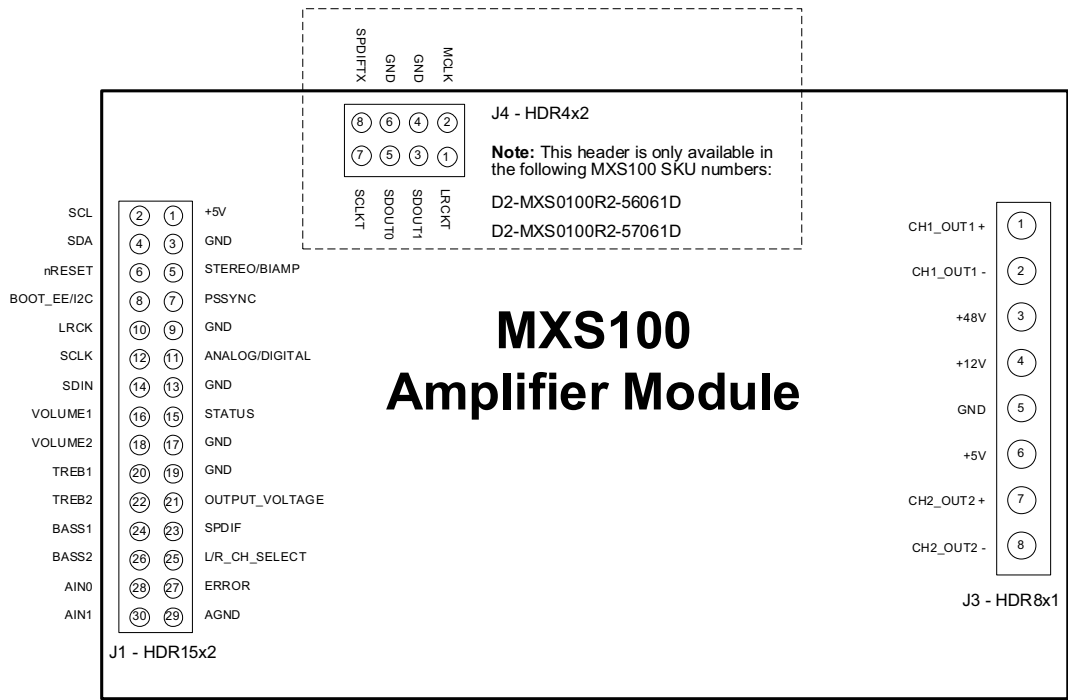 SPDIFTX GND GND MCLK
8 6 4 2
7 5 3 1
SCLKT SDOUT0 SDOUT1 LRCKT
J4 - HDR4x2
Note: This header is only available in
the following MXS100 SKU numbers:
D2-MXS0100R2-56061D
D2-MXS0100R2-57061D
SCL 2 1 +5V
SDA 4 3 GND
nRESET 6 5 STEREO/BIAMP
BOOT_EE/I2C 8 7 PSSYNC
LRCK 10 9 GND
SCLK 12 11 ANALOG/DIGITAL
SDIN 14 13 GND
VOLUME1 16 15 STATUS
VOLUME2 18 17 GND
TREB1 20 19 GND
TREB2 22 21 OUTPUT_VOLTAGE
BASS1 24 23 SPDIF
BASS2 26 25 L/R_CH_SELECT
AIN0 28 27 ERROR
AIN1 30 29 AGND
J1 - HDR15x2
MXS100
Amplifier Module
CH1_OUT1 + 1
CH1_OUT1 - 2
+48V 3
+12V 4
GND 5
+5V 6
CH2_OUT2 + 7
CH2_OUT2 - 8
J3 - HDR8x1